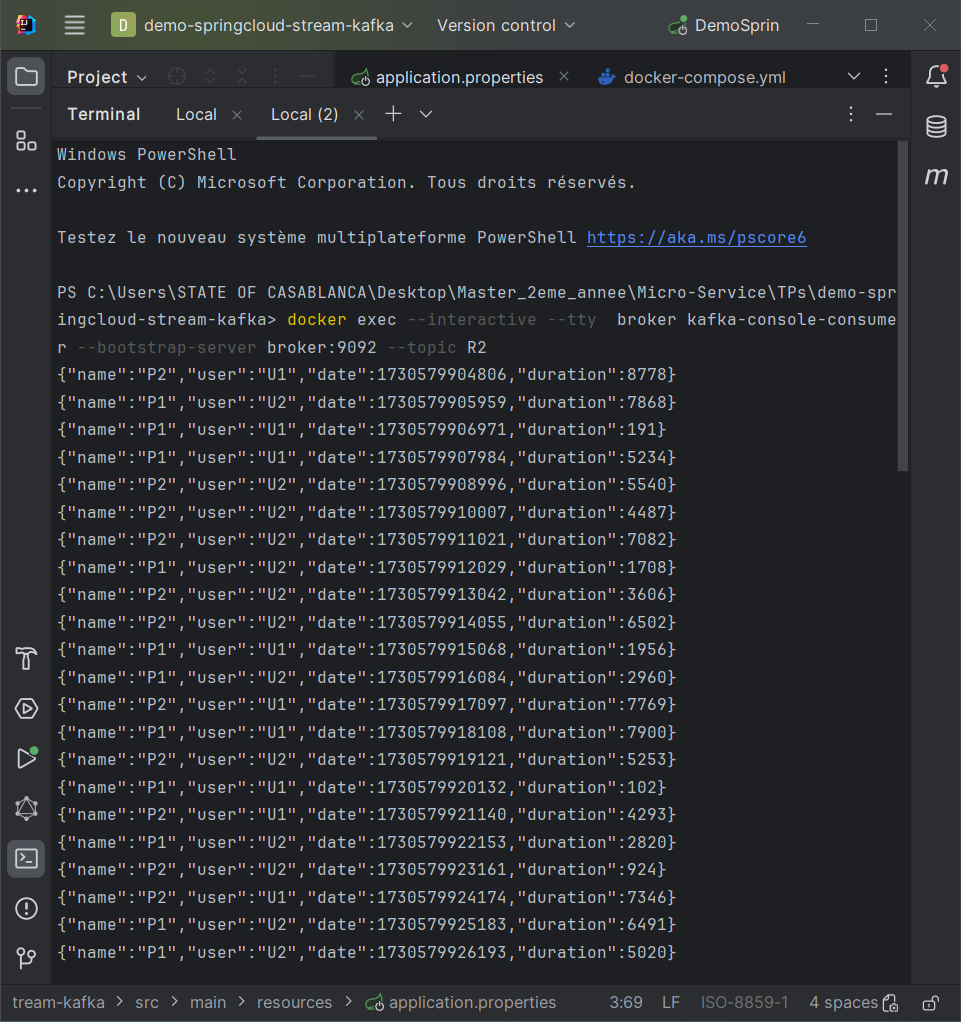 D demo-springcloud-stream-kafka Version control DemoSprin
Project application.properties docker-compose.yml
Terminal Local Local (2)
Windows PowerShell
Copyright (C) Microsoft Corporation. Tous droits réservés.
Testez le nouveau système multiplateforme PowerShell https://aka.ms/pscore6
PS C:\Users\STATE OF CASABLANCA\Desktop\Master_2eme_annee\Micro-Service\TPs\demo-spr
ingcloud-stream-kafka> docker exec --interactive --tty  broker kafka-console-consume
r --bootstrap-server broker:9092 --topic R2
{"name":"P2","user":"U1","date":1730579904806,"duration":8778}
{"name":"P1","user":"U2","date":1730579905959,"duration":7868}
{"name":"P1","user":"U1","date":1730579906971,"duration":191}
{"name":"P1","user":"U1","date":1730579907984,"duration":5234}
{"name":"P2","user":"U2","date":1730579908996,"duration":5540}
{"name":"P2","user":"U2","date":1730579910007,"duration":4487}
{"name":"P2","user":"U2","date":1730579911021,"duration":7082}
{"name":"P1","user":"U2","date":1730579912029,"duration":1708}
{"name":"P2","user":"U2","date":1730579913042,"duration":3606}
{"name":"P2","user":"U2","date":1730579914055,"duration":6502}
{"name":"P1","user":"U1","date":1730579915068,"duration":1956}
{"name":"P1","user":"U2","date":1730579916084,"duration":2960}
{"name":"P2","user":"U1","date":1730579917097,"duration":7769}
{"name":"P1","user":"U1","date":1730579918108,"duration":7900}
{"name":"P2","user":"U2","date":1730579919121,"duration":5253}
{"name":"P1","user":"U1","date":1730579920132,"duration":102}
{"name":"P2","user":"U1","date":1730579921140,"duration":4293}
{"name":"P1","user":"U2","date":1730579922153,"duration":2820}
{"name":"P2","user":"U2","date":1730579923161,"duration":924}
{"name":"P2","user":"U1","date":1730579924174,"duration":7346}
{"name":"P1","user":"U2","date":1730579925183,"duration":6491}
{"name":"P1","user":"U2","date":1730579926193,"duration":5020}
tream-kafka > src > main > resources > application.properties 3:69 LF ISO-8859-1 4 spaces